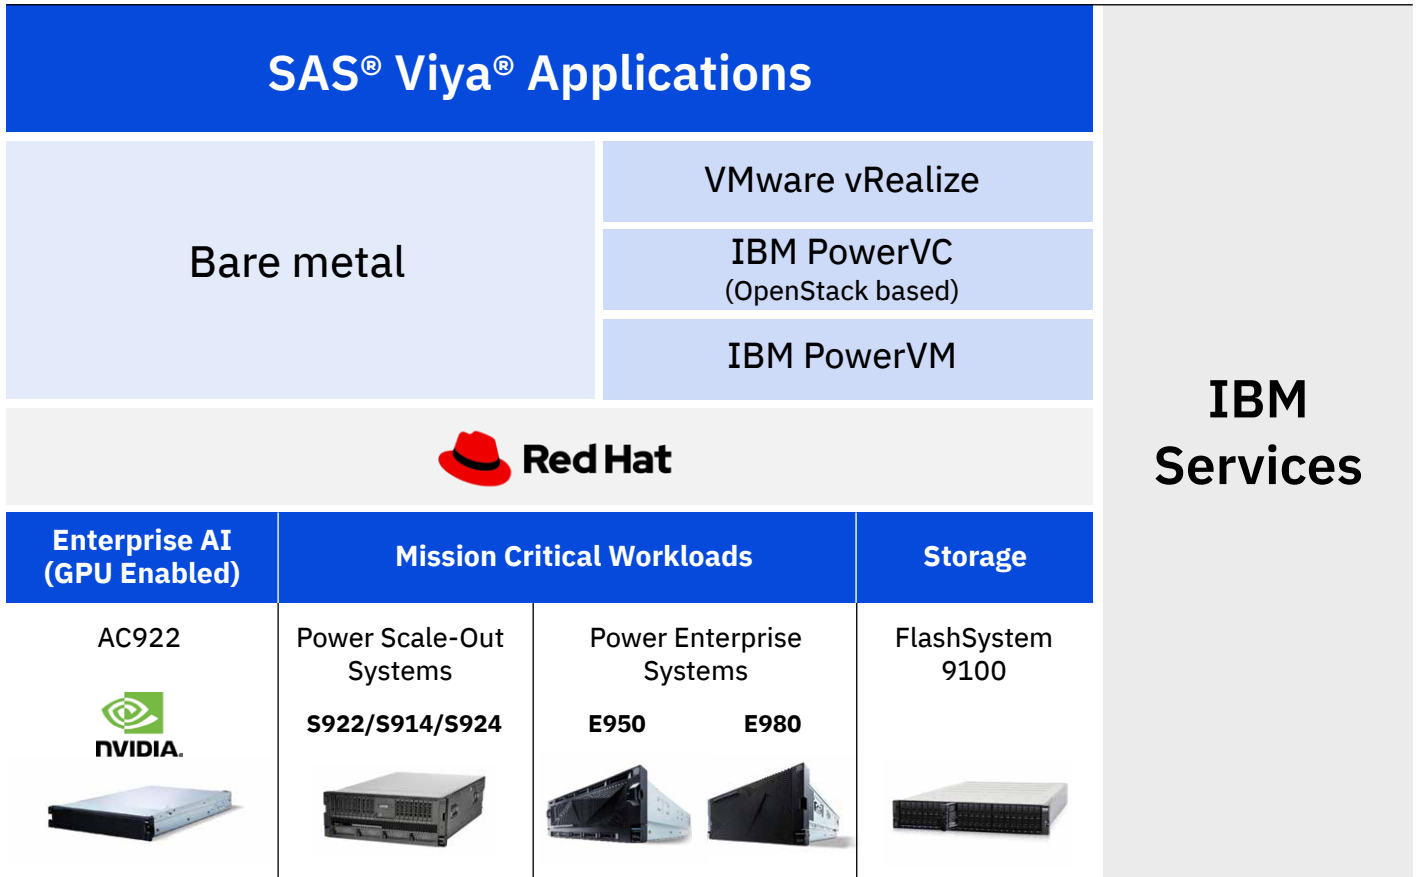 SAS® Viya® Applications
Bare metal
VMware vRealize
IBM PowerVC
(OpenStack based)
IBM PowerVM
Red Hat
IBM
Services
Enterprise AI
(GPU Enabled)
Mission Critical Workloads
Storage
AC922
NVIDIA.
Power Scale-Out
Systems
S922/S914/S924
Power Enterprise
Systems
E950
E980
FlashSystem
9100